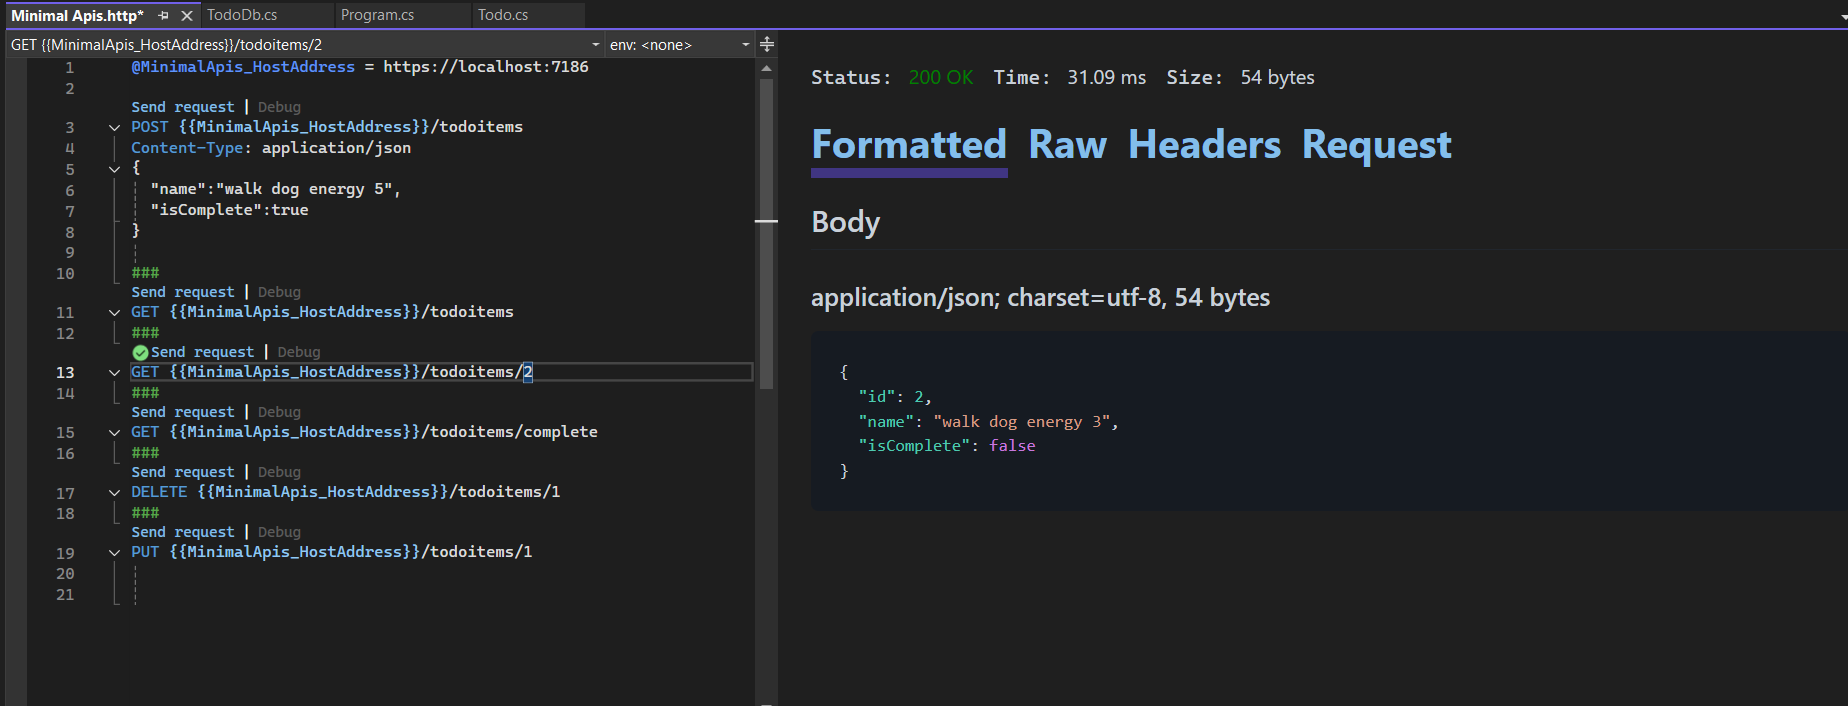 Minimal Apis.http* TodoDb.cs Program.cs Todo.cs
GET {{MinimalApis_HostAddress}}/todoitems/2 env: <none>
1 @MinimalApis_HostAddress = https://localhost:7186
2
Send request | Debug
3 POST {{MinimalApis_HostAddress}}/todoitems
4 Content-Type: application/json
5 {
6 "name":"walk dog energy 5",
7 "isComplete":true
8 }
9
10 ###
Send request | Debug
11 GET {{MinimalApis_HostAddress}}/todoitems
12 ###
Send request | Debug
13 GET {{MinimalApis_HostAddress}}/todoitems/2
14 ###
Send request | Debug
15 GET {{MinimalApis_HostAddress}}/todoitems/complete
16 ###
Send request | Debug
17 DELETE {{MinimalApis_HostAddress}}/todoitems/1
18 ###
Send request | Debug
19 PUT {{MinimalApis_HostAddress}}/todoitems/1
20
21
Status: 200 OK Time: 31.09 ms Size: 54 bytes
Formatted Raw Headers Request
Body
application/json; charset=utf-8, 54 bytes
{
"id": 2,
"name": "walk dog energy 3",
"isComplete": false
}